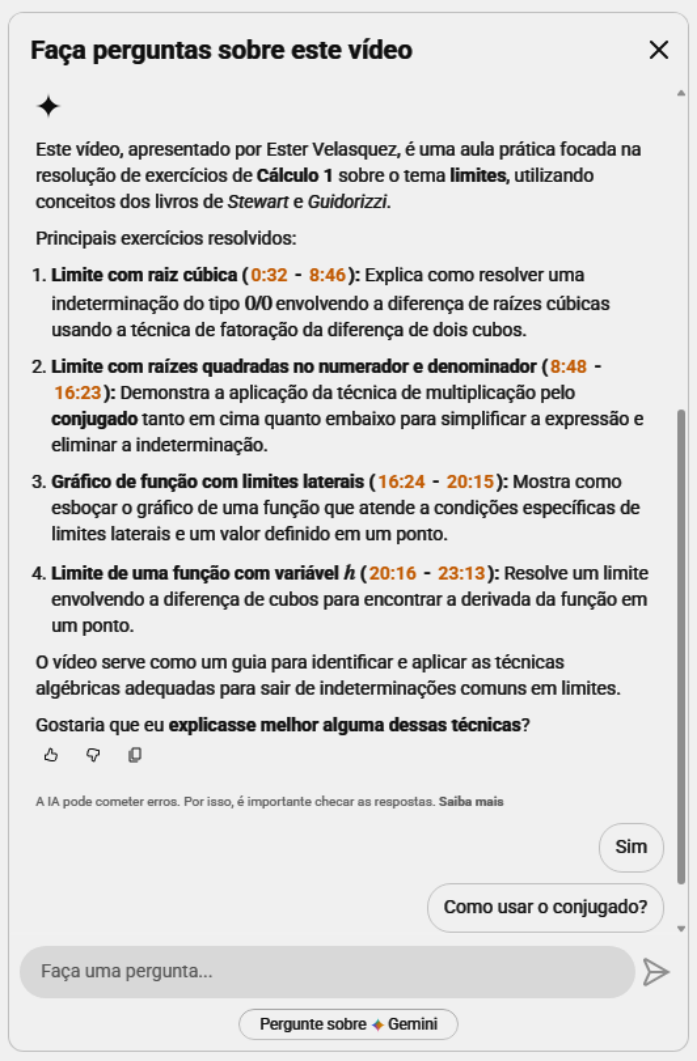 Faça perguntas sobre este vídeo
Este vídeo, apresentado por Ester Velasquez, é uma aula prática focada na
resolução de exercícios de Cálculo 1 sobre o tema limites, utilizando
conceitos dos livros de Stewart e Guidorizzi.
Principais exercícios resolvidos:
1. Limite com raiz cúbica (0:32 - 8:46): Explica como resolver uma
indeterminação do tipo 0/0 envolvendo a diferença de raízes cúbicas
usando a técnica de fatoração da diferença de dois cubos.
2. Limite com raízes quadradas no numerador e denominador (8:48 -
16:23): Demonstra a aplicação da técnica de multiplicação pelo
conjugado tanto em cima quanto embaixo para simplificar a expressão e
eliminar a indeterminação.
3. Gráfico de função com limites laterais (16:24 - 20:15): Mostra como
esboçar o gráfico de uma função que atende a condições específicas de
limites laterais e um valor definido em um ponto.
4. Limite de uma função com variável h (20:16 - 23:13): Resolve um limite
envolvendo a diferença de cubos para encontrar a derivada da função em
um ponto.
O vídeo serve como um guia para identificar e aplicar as técnicas
algébricas adequadas para sair de indeterminações comuns em limites.
Gostaria que eu explicasse melhor alguma dessas técnicas?
A IA pode cometer erros. Por isso, é importante checar as respostas. Saiba mais
Sim
Como usar o conjugado?
Faça uma pergunta...
Pergunte sobre Gemini